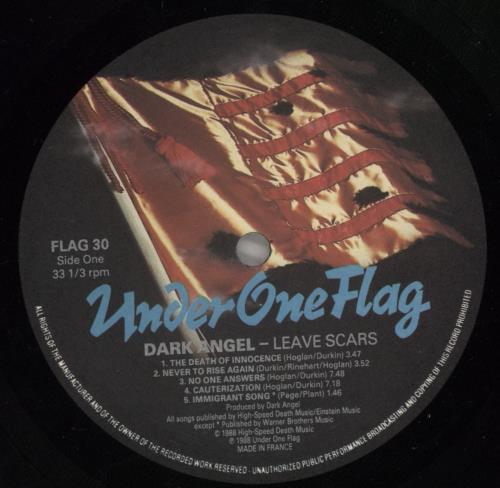 FLAG 30
Side One
33 1/3 rpm
Under One Flag
DARK ANGEL – LEAVE SCARS
1. THE DEATH OF INNOCENCE (Hoglan/Durkin) 3.47
2. NEVER TO RISE AGAIN (Durkin/Rinehart/Hoglan) 3.52
3. NO ONE ANSWERS (Hoglan/Durkin) 7.48
4. CAUTERIZATION (Hoglan/Durkin) 7.18
5. IMMIGRANT SONG * (Page/Plant) 1.46
Produced by Dark Angel
All songs published by High-Speed Death Music/Einstein Music
except * Published by Warner Brothers Music
℗ 1988 High-Speed Death Music
℗ 1988 Under One Flag
MADE IN FRANCE
ALL RIGHTS OF THE MANUFACTURER AND OF THE OWNER OF THE RECORDED WORK RESERVED - UNAUTHORIZED PUBLIC PERFORMANCE BROADCASTING AND COPYING OF THIS RECORD PROHIBITED